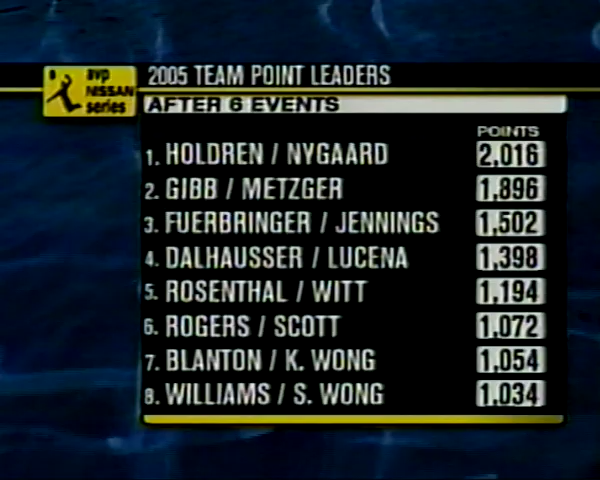 avp
NISSAN
series
2005 TEAM POINT LEADERS
AFTER 6 EVENTS
POINTS
1. HOLDREN / NYGAARD 2,016
2. GIBB / METZGER 1,896
3. FUERBRINGER / JENNINGS 1,502
4. DALHAUSSER / LUCENA 1,398
5. ROSENTHAL / WITT 1,194
6. ROGERS / SCOTT 1,072
7. BLANTON / K. WONG 1,054
8. WILLIAMS / S. WONG 1,034